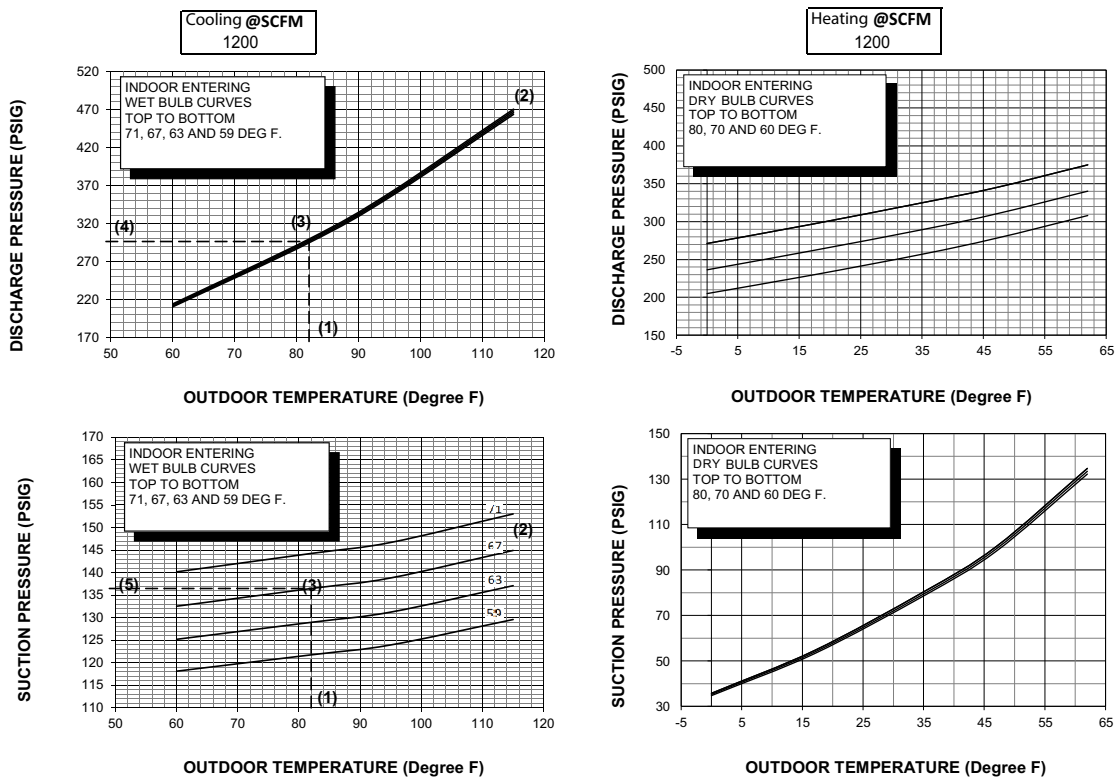 Cooling @SCFM
1200
Heating @SCFM
1200
DISCHARGE PRESSURE (PSIG)
520
470
420
370
320
270
220
170
INDOOR ENTERING
WET BULB CURVES
TOP TO BOTTOM
71, 67, 63 AND 59 DEG F.
(2)
(3)
(4)
(1)
50 60 70 80 90 100 110 120
OUTDOOR TEMPERATURE (Degree F)
DISCHARGE PRESSURE (PSIG)
500
450
400
350
300
250
200
150
INDOOR ENTERING
DRY BULB CURVES
TOP TO BOTTOM
80, 70 AND 60 DEG F.
-5 5 15 25 35 45 55 65
OUTDOOR TEMPERATURE (Degree F)
SUCTION PRESSURE (PSIG)
170
165
160
155
150
145
140
135
130
125
120
115
110
INDOOR ENTERING
WET BULB CURVES
TOP TO BOTTOM
71, 67, 63 AND 59 DEG F.
71
(2)
67
63
59
(5)
(3)
(1)
50 60 70 80 90 100 110 120
OUTDOOR TEMPERATURE (Degree F)
SUCTION PRESSURE (PSIG)
150
130
110
90
70
50
30
INDOOR ENTERING
DRY BULB CURVES
TOP TO BOTTOM
80, 70 AND 60 DEG F.
-5 5 15 25 35 45 55 65
OUTDOOR TEMPERATURE (Degree F)